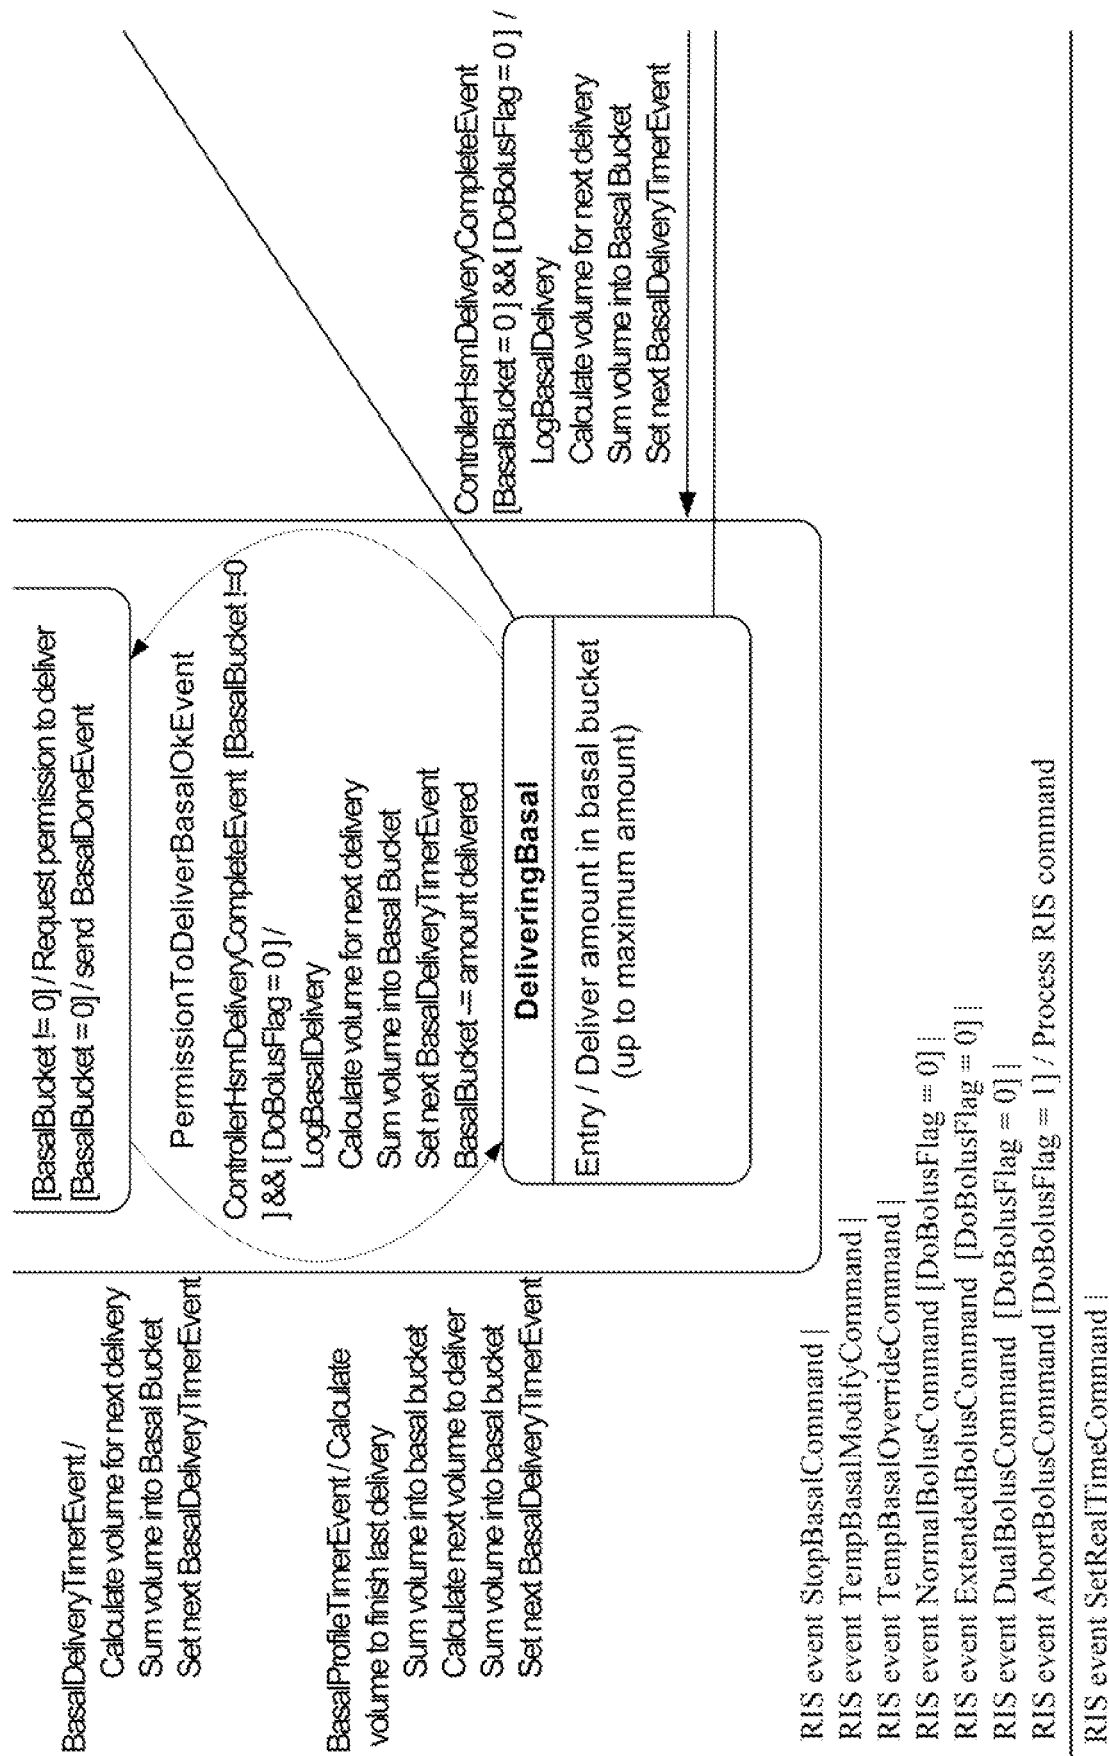 BasalDeliveryTimerEvent /
Calculate volume for next delivery
Sum volume into Basal Bucket
Set next BasalDeliveryTimerEvent
BasalProfileTimerEvent / Calculate
volume to finish last delivery
Sum volume into basal bucket
Calculate next volume to deliver
Sum volume into basal bucket
Set next BasalDeliveryTimerEvent
[BasalBucket != 0] / Request permission to deliver
[BasalBucket = 0] / send BasalDoneEvent
PermissionToDeliverBasalOkEvent
ControllerHsmDeliveryCompleteEvent [BasalBucket !=0
] && [ DoBolusFlag = 0] /
LogBasalDelivery
Calculate volume for next delivery
Sum volume into Basal Bucket
Set next BasalDeliveryTimerEvent
BasalBucket -= amount delivered
DeliveringBasal
Entry / Deliver amount in basal bucket
(up to maximum amount)
ControllerHsmDeliveryCompleteEvent
[BasalBucket = 0 ] && [ DoBolusFlag = 0 ] /
LogBasalDelivery
Calculate volume for next delivery
Sum volume into Basal Bucket
Set next BasalDeliveryTimerEvent
RIS event StopBasalCommand |
RIS event TempBasalModifyCommand |
RIS event TempBasalOverrideCommand |
RIS event NormalBolusCommand [DoBolusFlag = 0] |
RIS event ExtendedBolusCommand [DoBolusFlag = 0] |
RIS event DualBolusCommand [DoBolusFlag = 0] |
RIS event AbortBolusCommand [DoBolusFlag = 1] / Process RIS command
RIS event SetRealTimeCommand |